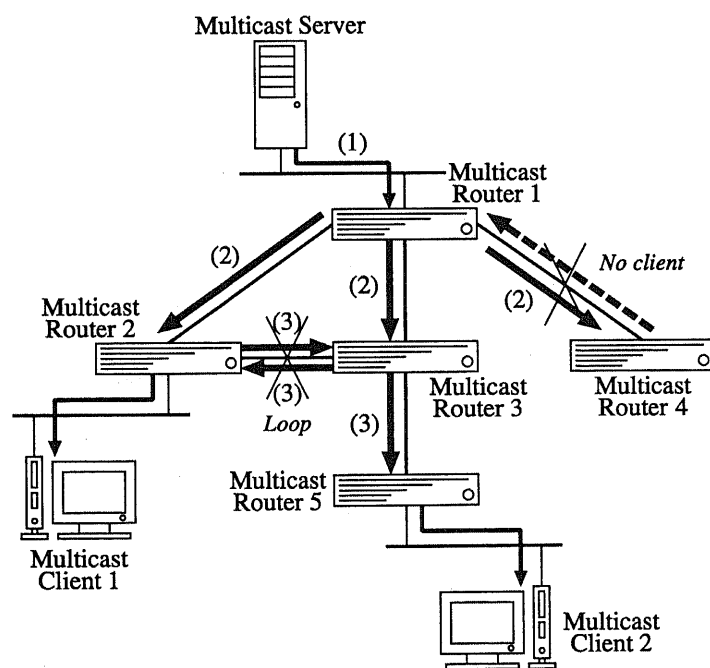 Multicast Server
(1)
Multicast
Router 1
(2)
No client
(2)
(2)
Multicast
Router 2
(3)
(3)
Loop
Multicast
Router 3
Multicast
Router 4
(3)
Multicast
Router 5
Multicast
Client 1
Multicast
Client 2